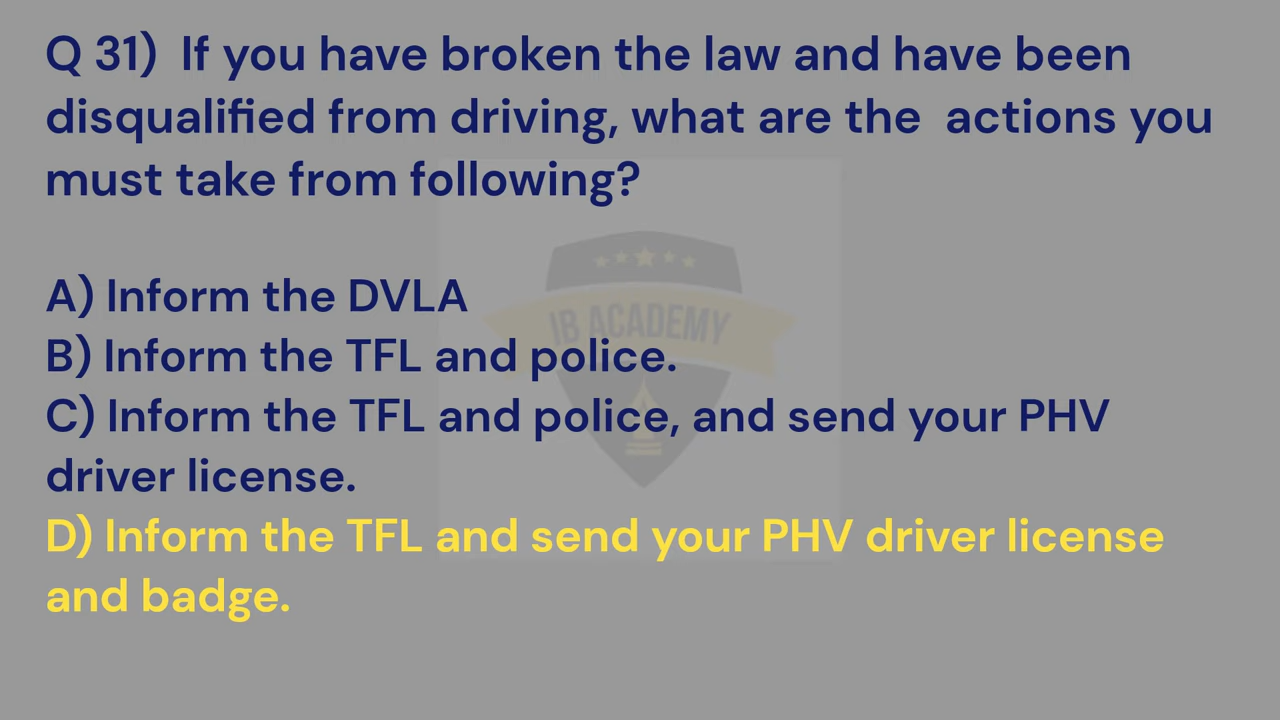 Q 31) If you have broken the law and have been
disqualified from driving, what are the actions you
must take from following?
A) Inform the DVLA
B) Inform the TFL and police.
C) Inform the TFL and police, and send your PHV
driver license.
D) Inform the TFL and send your PHV driver license
and badge.
IB ACADEMY